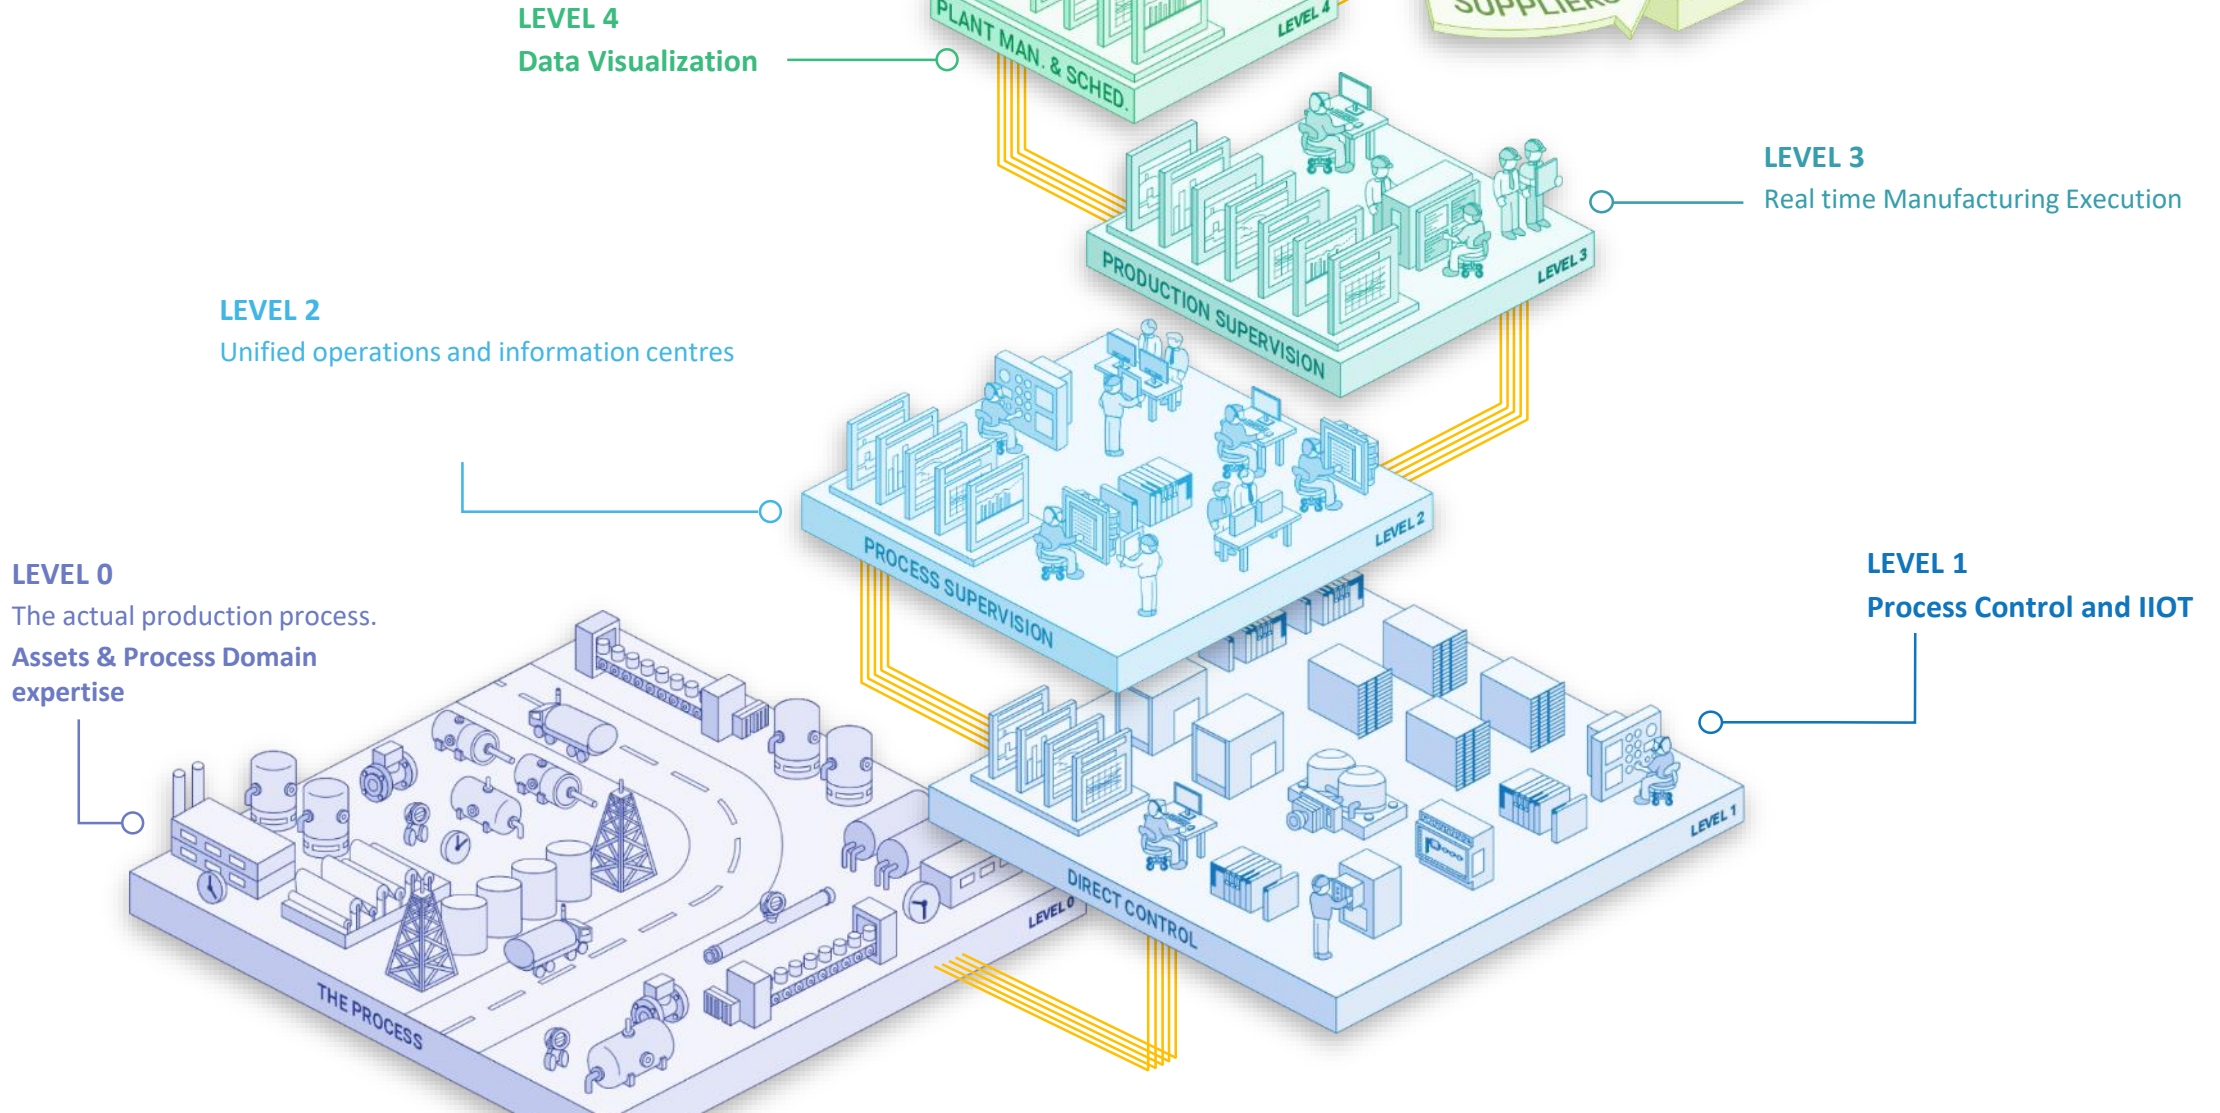 LEVEL 4
Data Visualization
PLANT MAN. & SCHED.
LEVEL 4
SUPPLIERS
LEVEL 3
Real time Manufacturing Execution
PRODUCTION SUPERVISION
LEVEL 3
LEVEL 2
Unified operations and information centres
PROCESS SUPERVISION
LEVEL 2
LEVEL 1
Process Control and IIOT
LEVEL 0
The actual production process.
Assets & Process Domain
expertise
DIRECT CONTROL
LEVEL 1
THE PROCESS
LEVEL 0